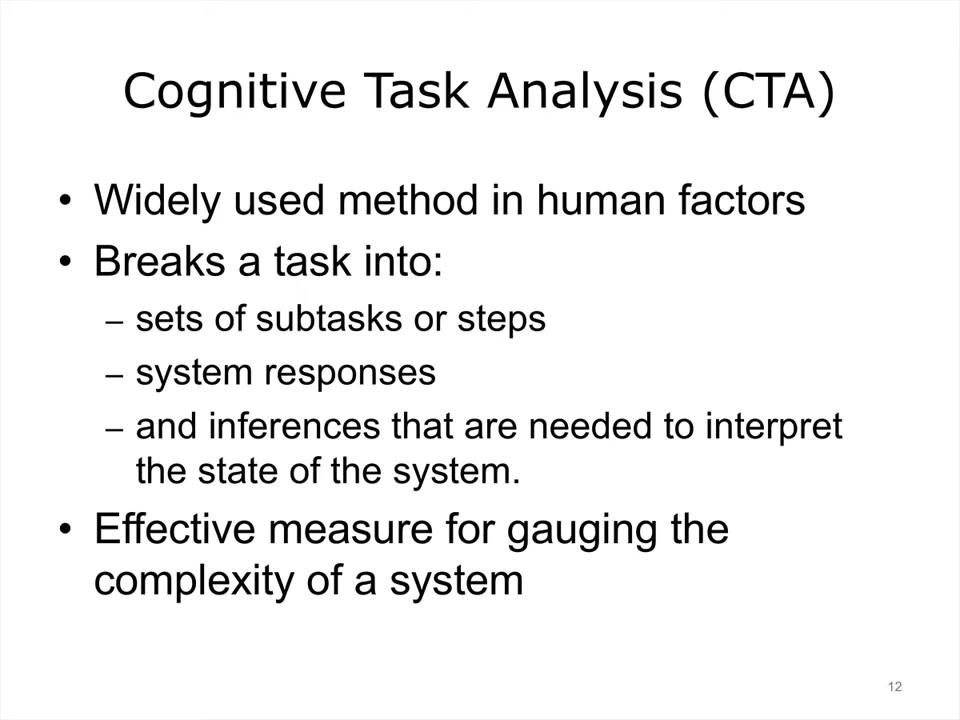 Cognitive Task Analysis (CTA)
• Widely used method in human factors
• Breaks a task into:
– sets of subtasks or steps
– system responses
– and inferences that are needed to interpret
the state of the system.
• Effective measure for gauging the
complexity of a system
12